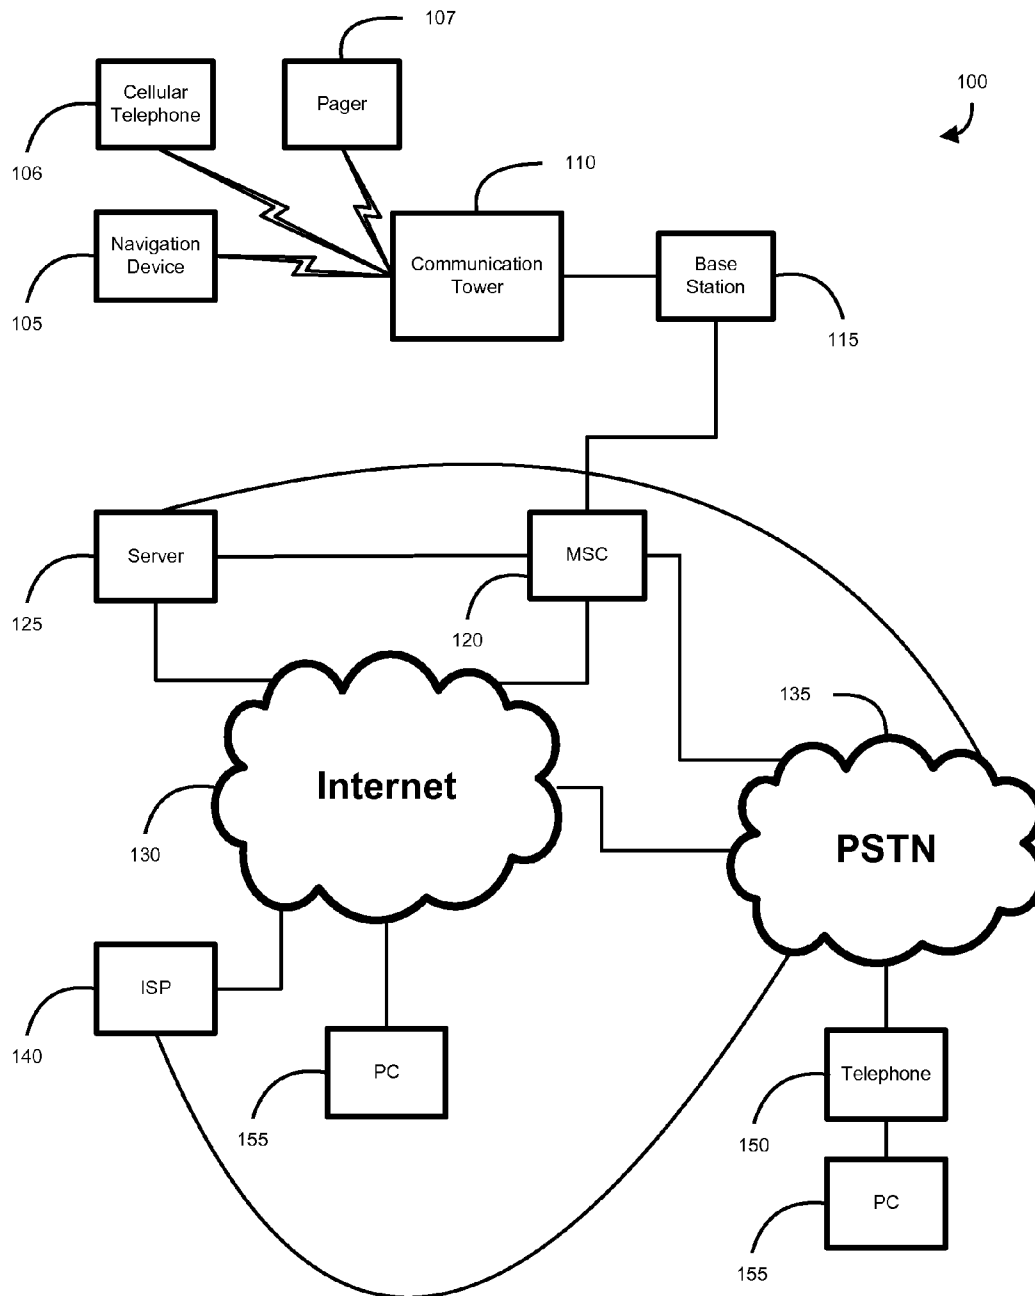 107
Cellular
Telephone
Pager
100
106
110
Navigation
Device
Communication
Tower
Base
Station
105
115
Server
MSC
125
120
135
Internet
130
PSTN
ISP
140
PC
Telephone
155
150
PC
155